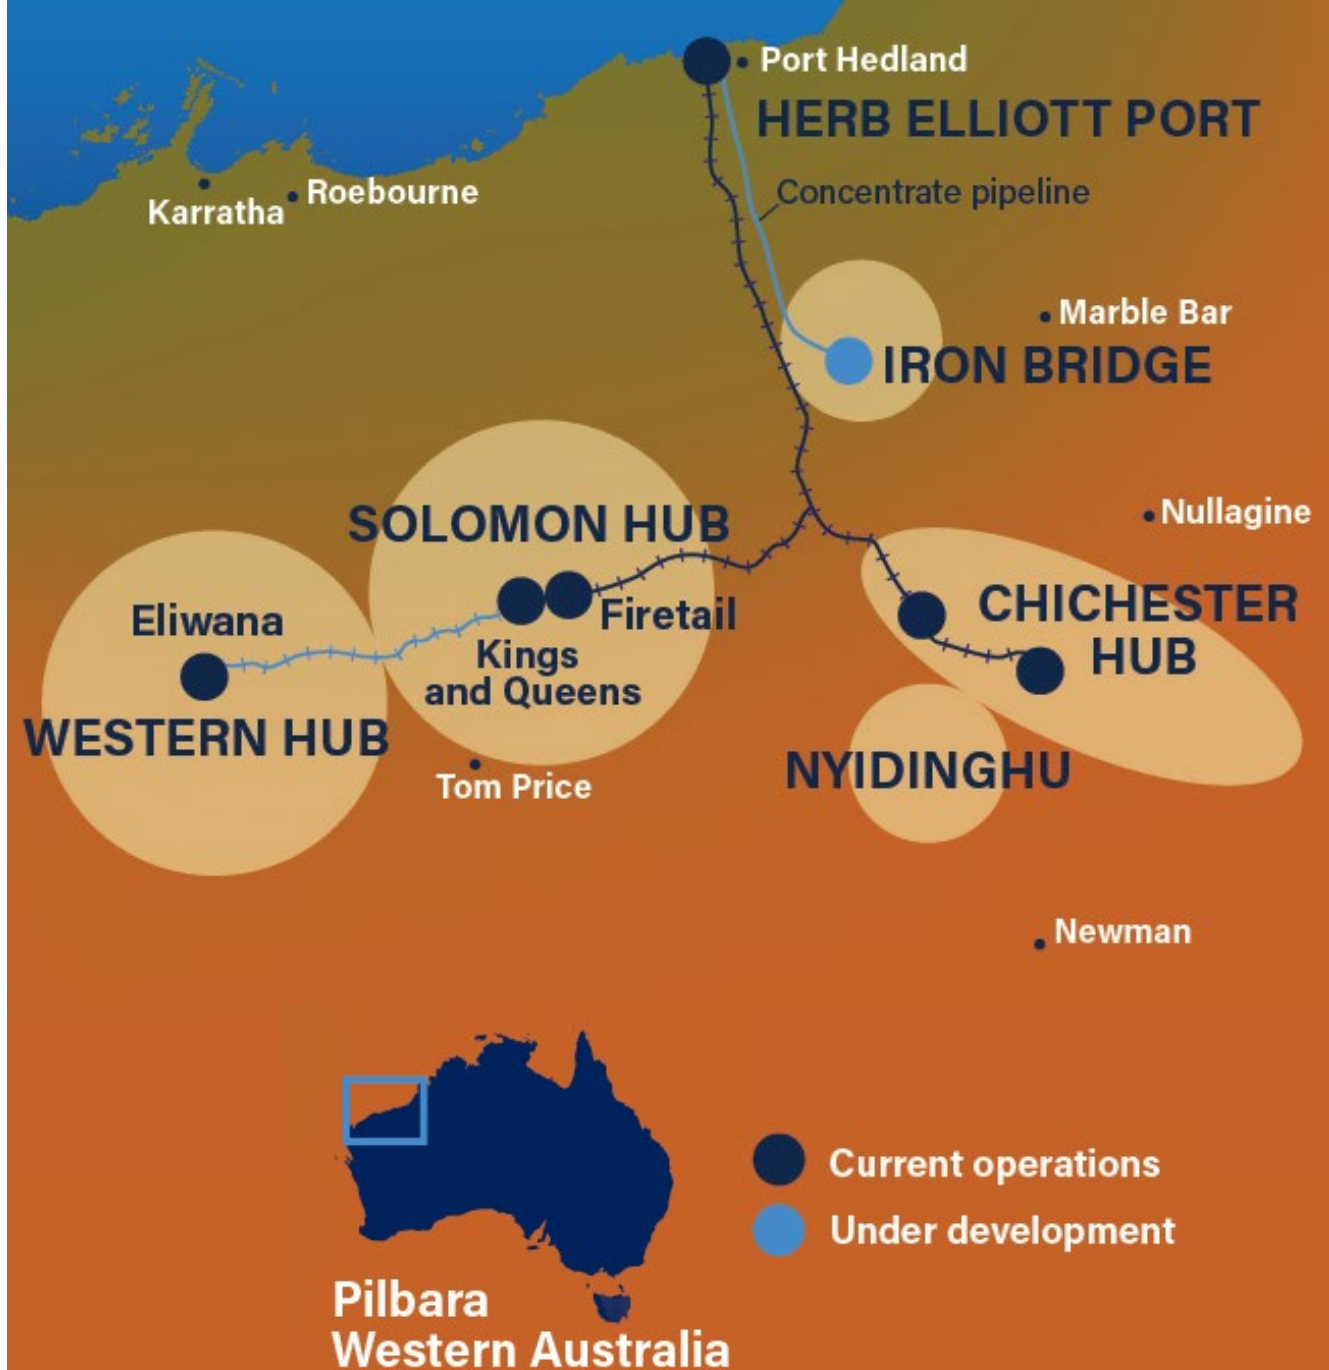 Port Hedland
HERB ELLIOTT PORT
Concentrate pipeline
Roebourne
Karratha
Marble Bar
IRON BRIDGE
Nullagine
SOLOMON HUB
CHICHESTER
HUB
Eliwana
Firetail
Kings
and Queens
WESTERN HUB
NYIDINGHU
Tom Price
Newman
Current operations
Under development
Pilbara
Western Australia